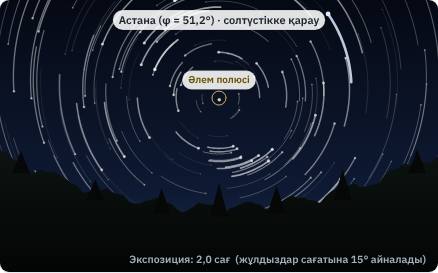 Астана (φ = 51,2°) · солтүстікке қарау
Әлем полюсі
Экспозиция: 2,0 сағ (жұлдыздар сағатына 15° айналады)